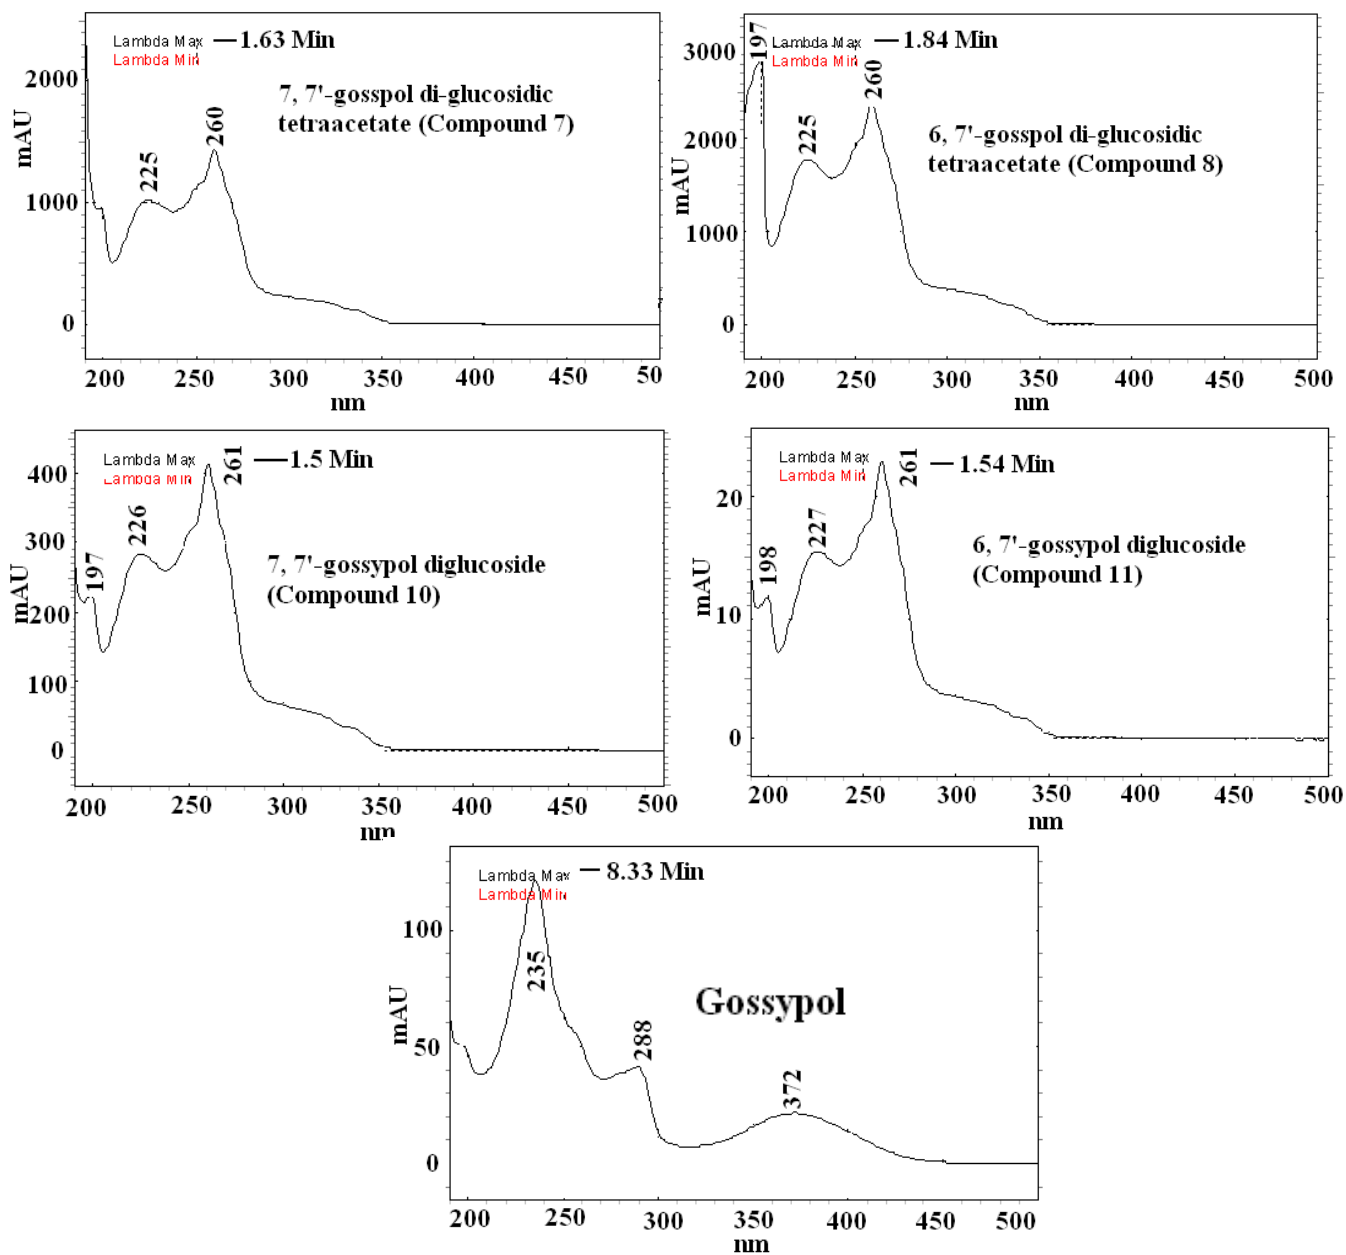 Lambda Max — 1.63 Min
Lambda Min
7, 7'-gosspol di-glucosidic
tetraacetate (Compound 7)
225
260
mAU
2000
1000
0
200 250 300 350 400 450 50
nm
197
Lambda Max — 1.84 Min
Lambda Min
260
225
6, 7'-gosspol di-glucosidic
tetraacetate (Compound 8)
mAU
3000
2000
1000
0
200 250 300 350 400 450 500
nm
Lambda Max — 1.5 Min
Lambda Min
261
226
197
7, 7'-gossypol diglucoside
(Compound 10)
mAU
400
300
200
100
0
200 250 300 350 400 450 500
nm
Lambda Max — 1.54 Min
Lambda Min
261
227
198
6, 7'-gossypol diglucoside
(Compound 11)
mAU
20
10
0
200 250 300 350 400 450 500
nm
Lambda Max — 8.33 Min
Lambda Min
235
288
372
Gossypol
mAU
100
50
0
200 250 300 350 400 450 500
nm